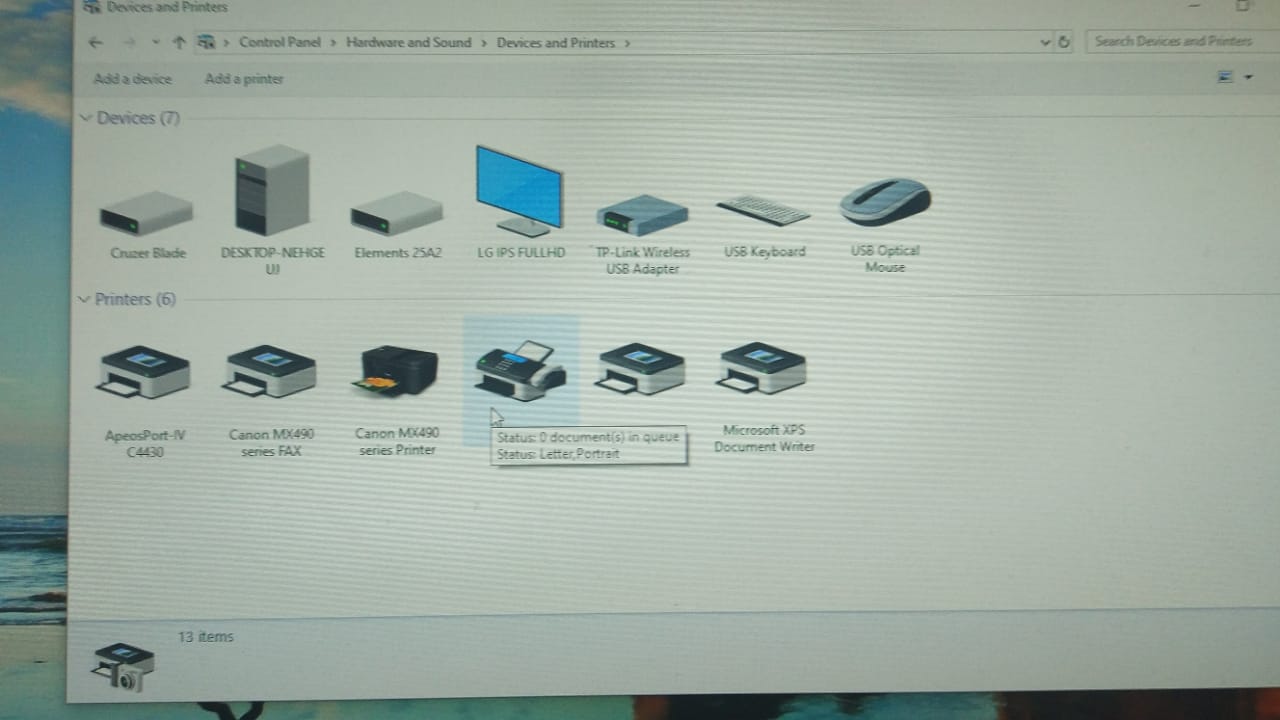 Devices and Printers
Control Panel > Hardware and Sound > Devices and Printers >
Search Devices and Printers
Add a device
Add a printer
Devices (7)
Cruzer Blade
DESKTOP-NEHGE
UJ
Elements 25A2
LG IPS FULLHD
TP-Link Wireless
USB Adapter
USB Keyboard
USB Optical
Mouse
Printers (6)
ApeosPort-IV
C4430
Canon MX490
series FAX
Canon MX490
series Printer
Status: 0 document(s) in queue
Status: Letter,Portrait
Microsoft XPS
Document Writer
13 items